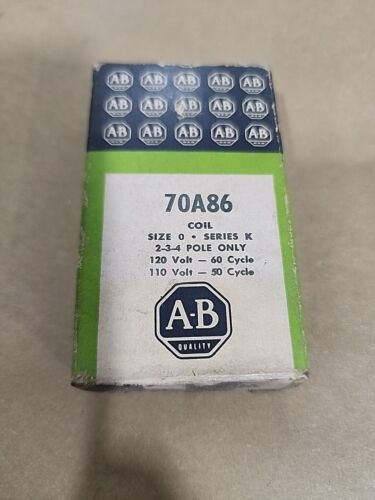 A-B A-B A-B A-B A-B
A-B A-B A-B A-B A-B
A-B A-B A-B A-B A-B
70A86
COIL
SIZE 0 • SERIES K
2-3-4 POLE ONLY
120 Volt — 60 Cycle
110 Volt — 50 Cycle
A-B
QUALITY